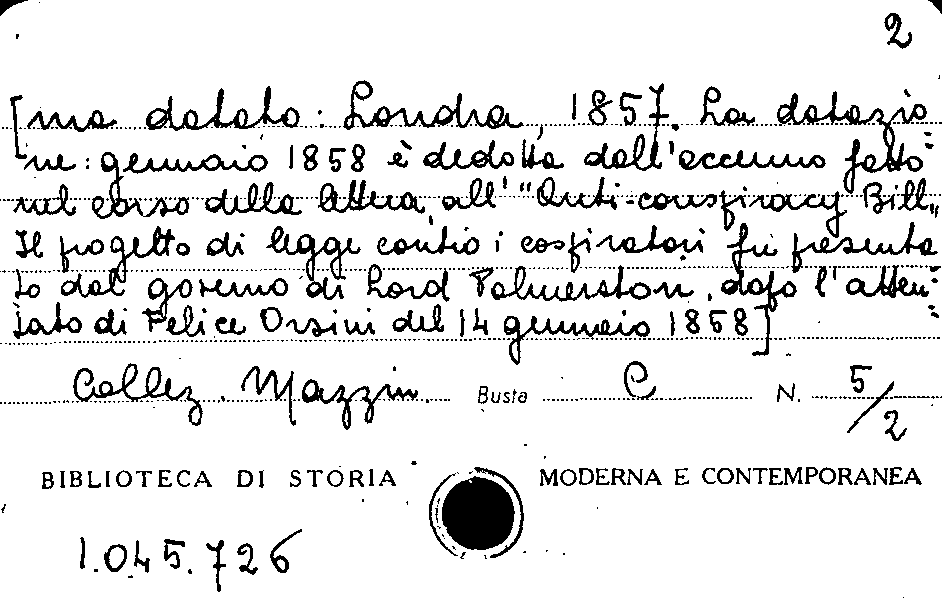 2
[ma datato: Londra, 1857. La datazio=
ne: gennaio 1858 è dedotta dall'accenno fatto
nel corso della lettera, all' "Anti-conspiracy Bill"
Il progetto di legge contro i cospiratori fu presenta
to dal governo di Lord Palmerston, dopo l'atten=
tato di Felice Orsini del 14 gennaio 1858]
Collez. Mazzin. Busta C N. 5/2
BIBLIOTECA DI STORIA MODERNA E CONTEMPORANEA
1.045.726